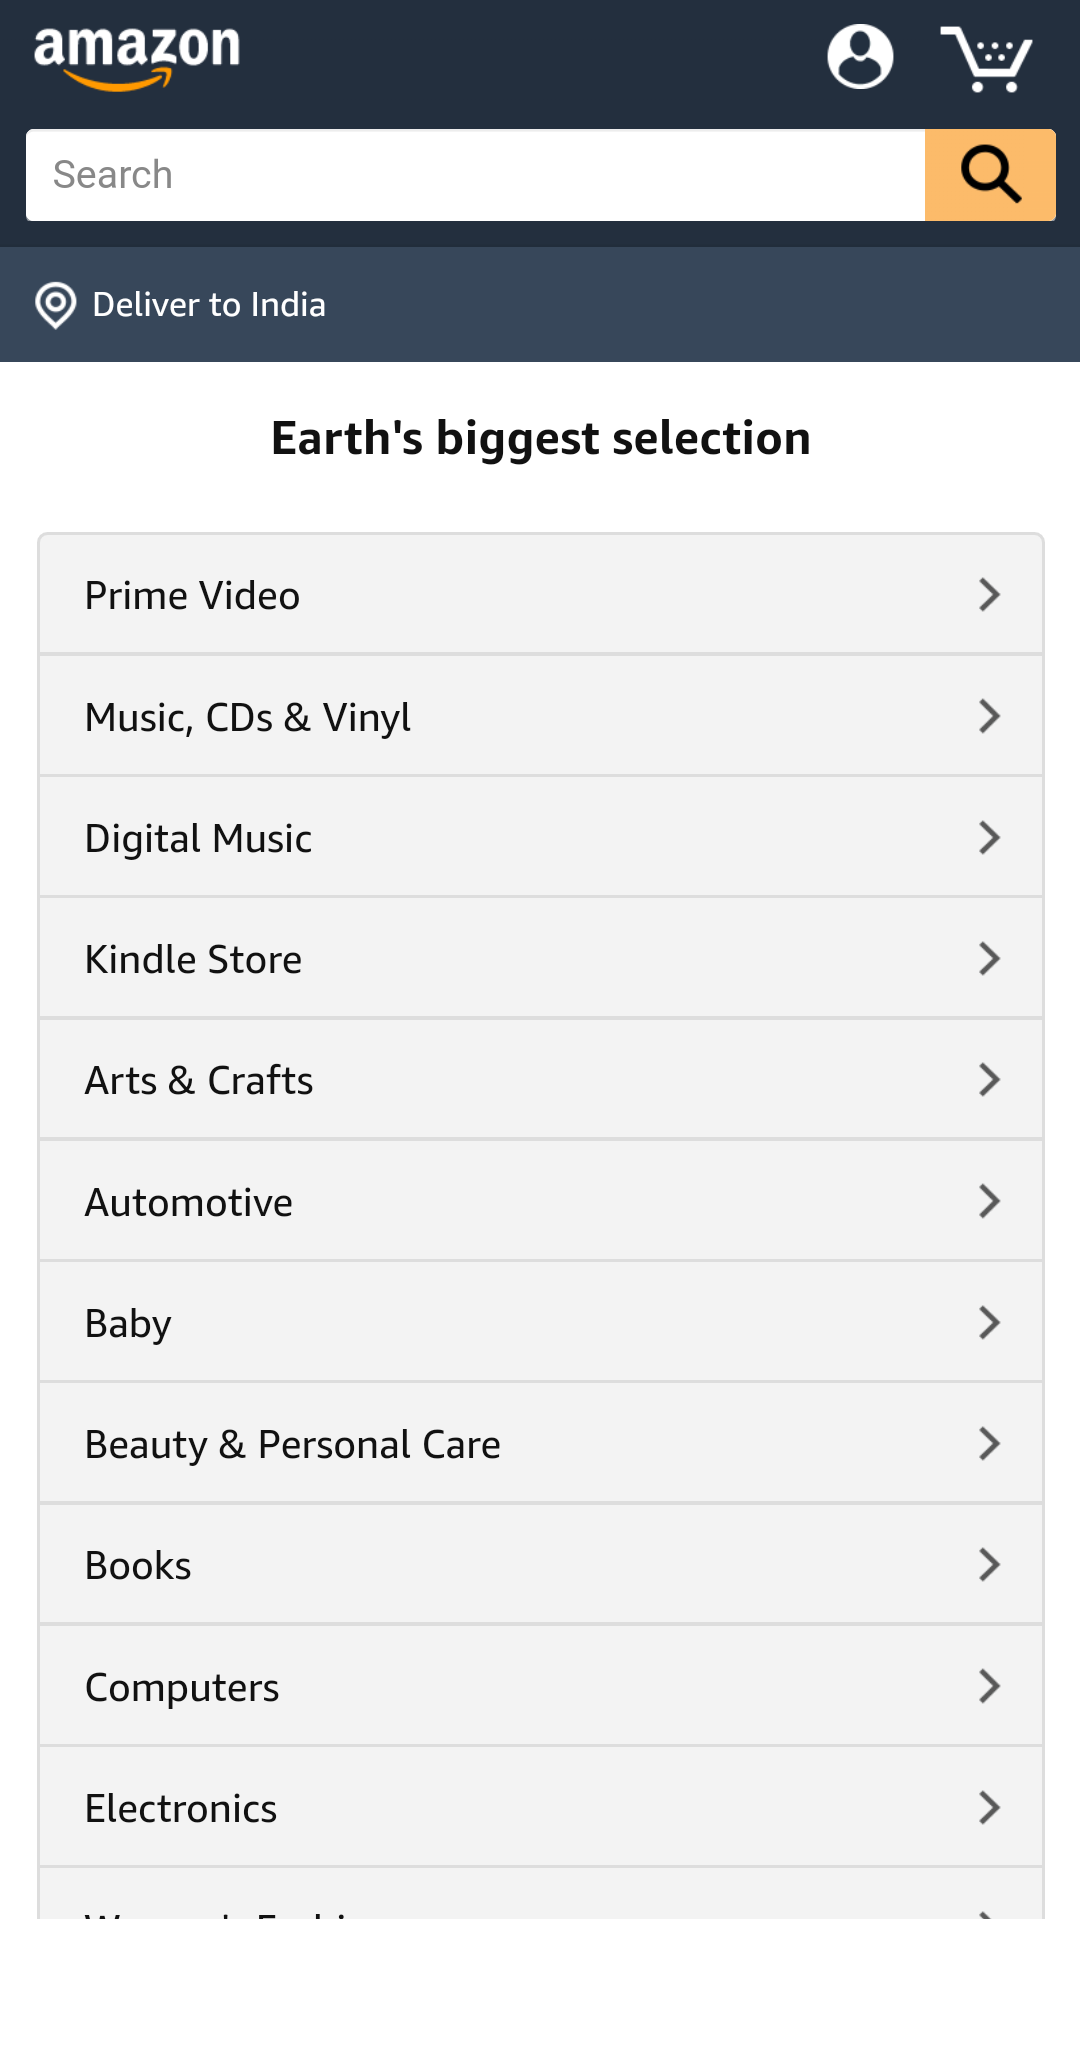 amazon
Search
Deliver to India
Earth's biggest selection
Prime Video
Music, CDs & Vinyl
Digital Music
Kindle Store
Arts & Crafts
Automotive
Baby
Beauty & Personal Care
Books
Computers
Electronics